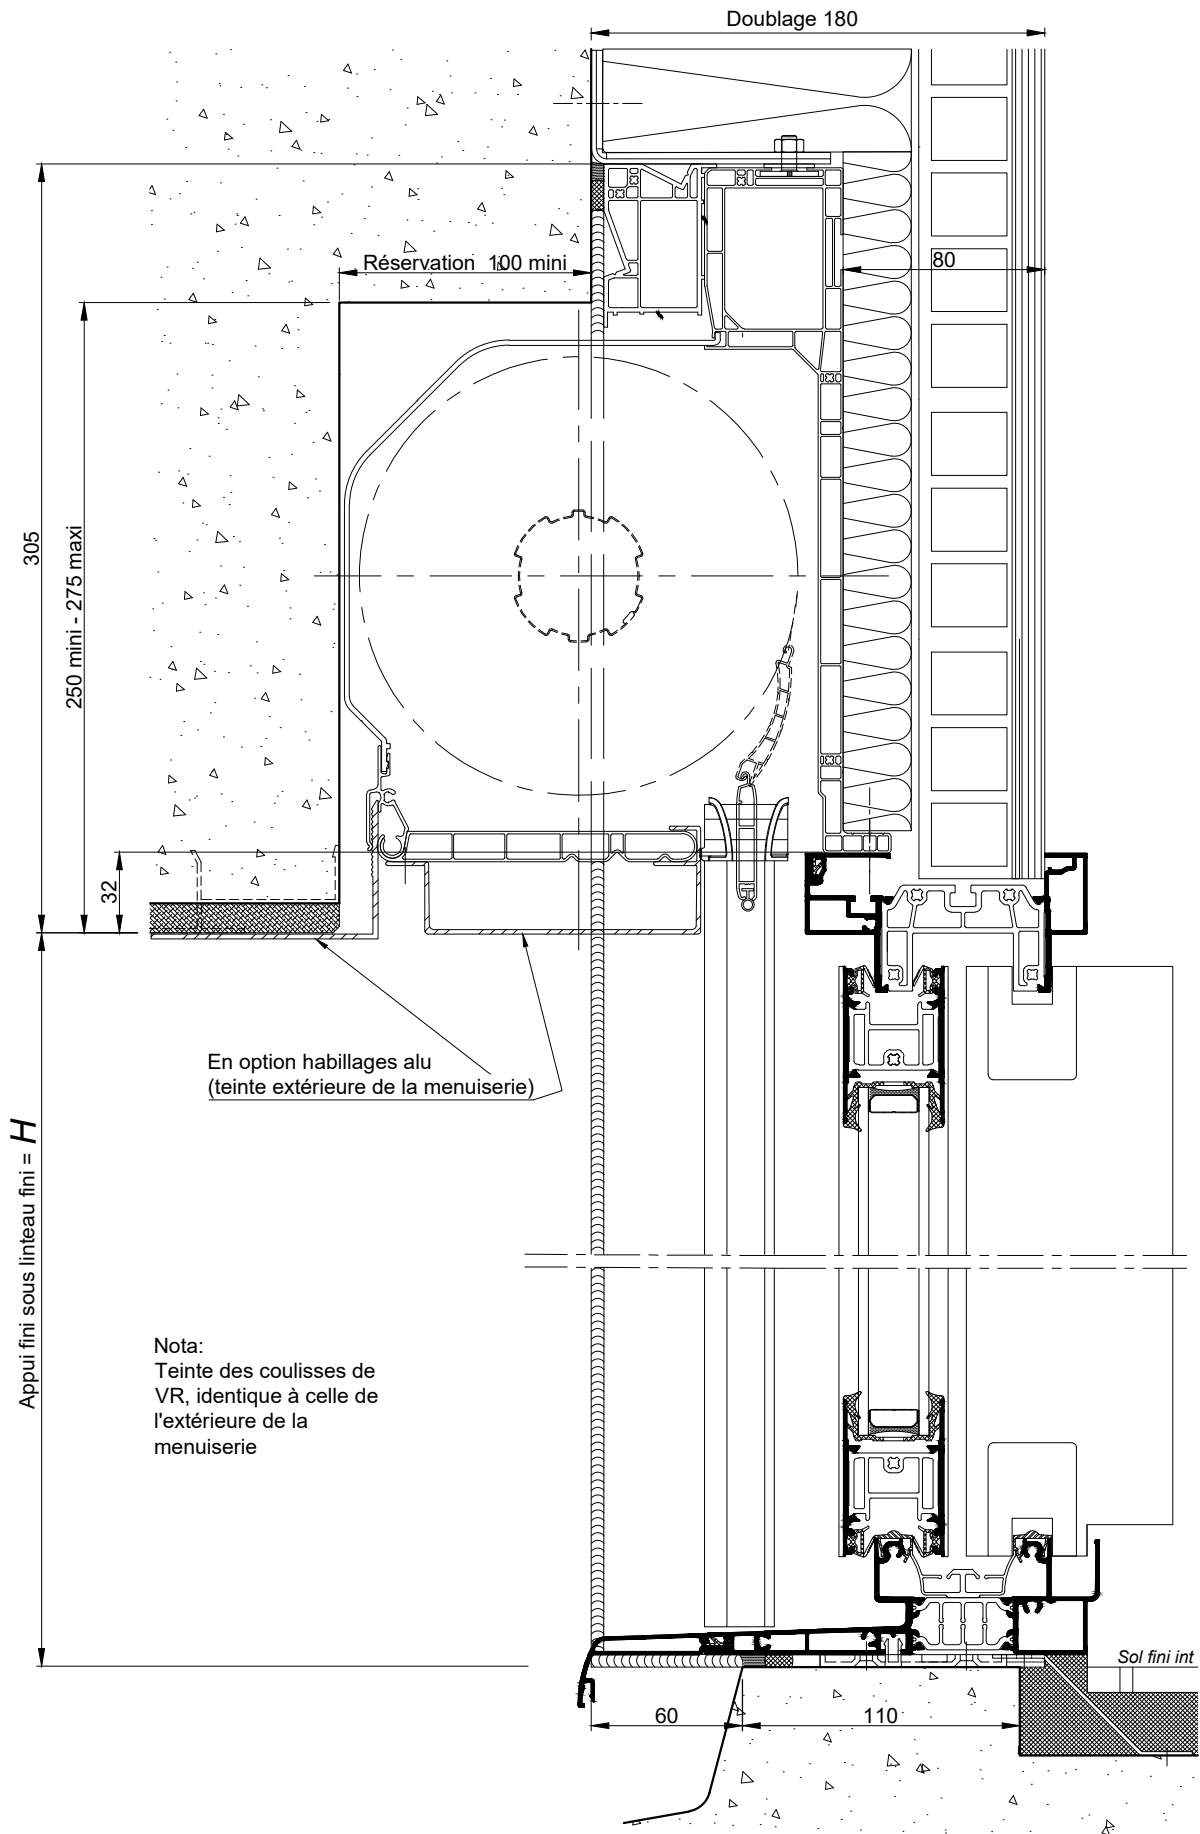 Doublage 180
Réservation 100 mini
80
305
250 mini - 275 maxi
32
En option habillages alu
(teinte extérieure de la menuiserie)
Appui fini sous linteau fini = H
Nota:
Teinte des coulisses de
VR, identique à celle de
l'extérieure de la
menuiserie
Sol fini int
60
110